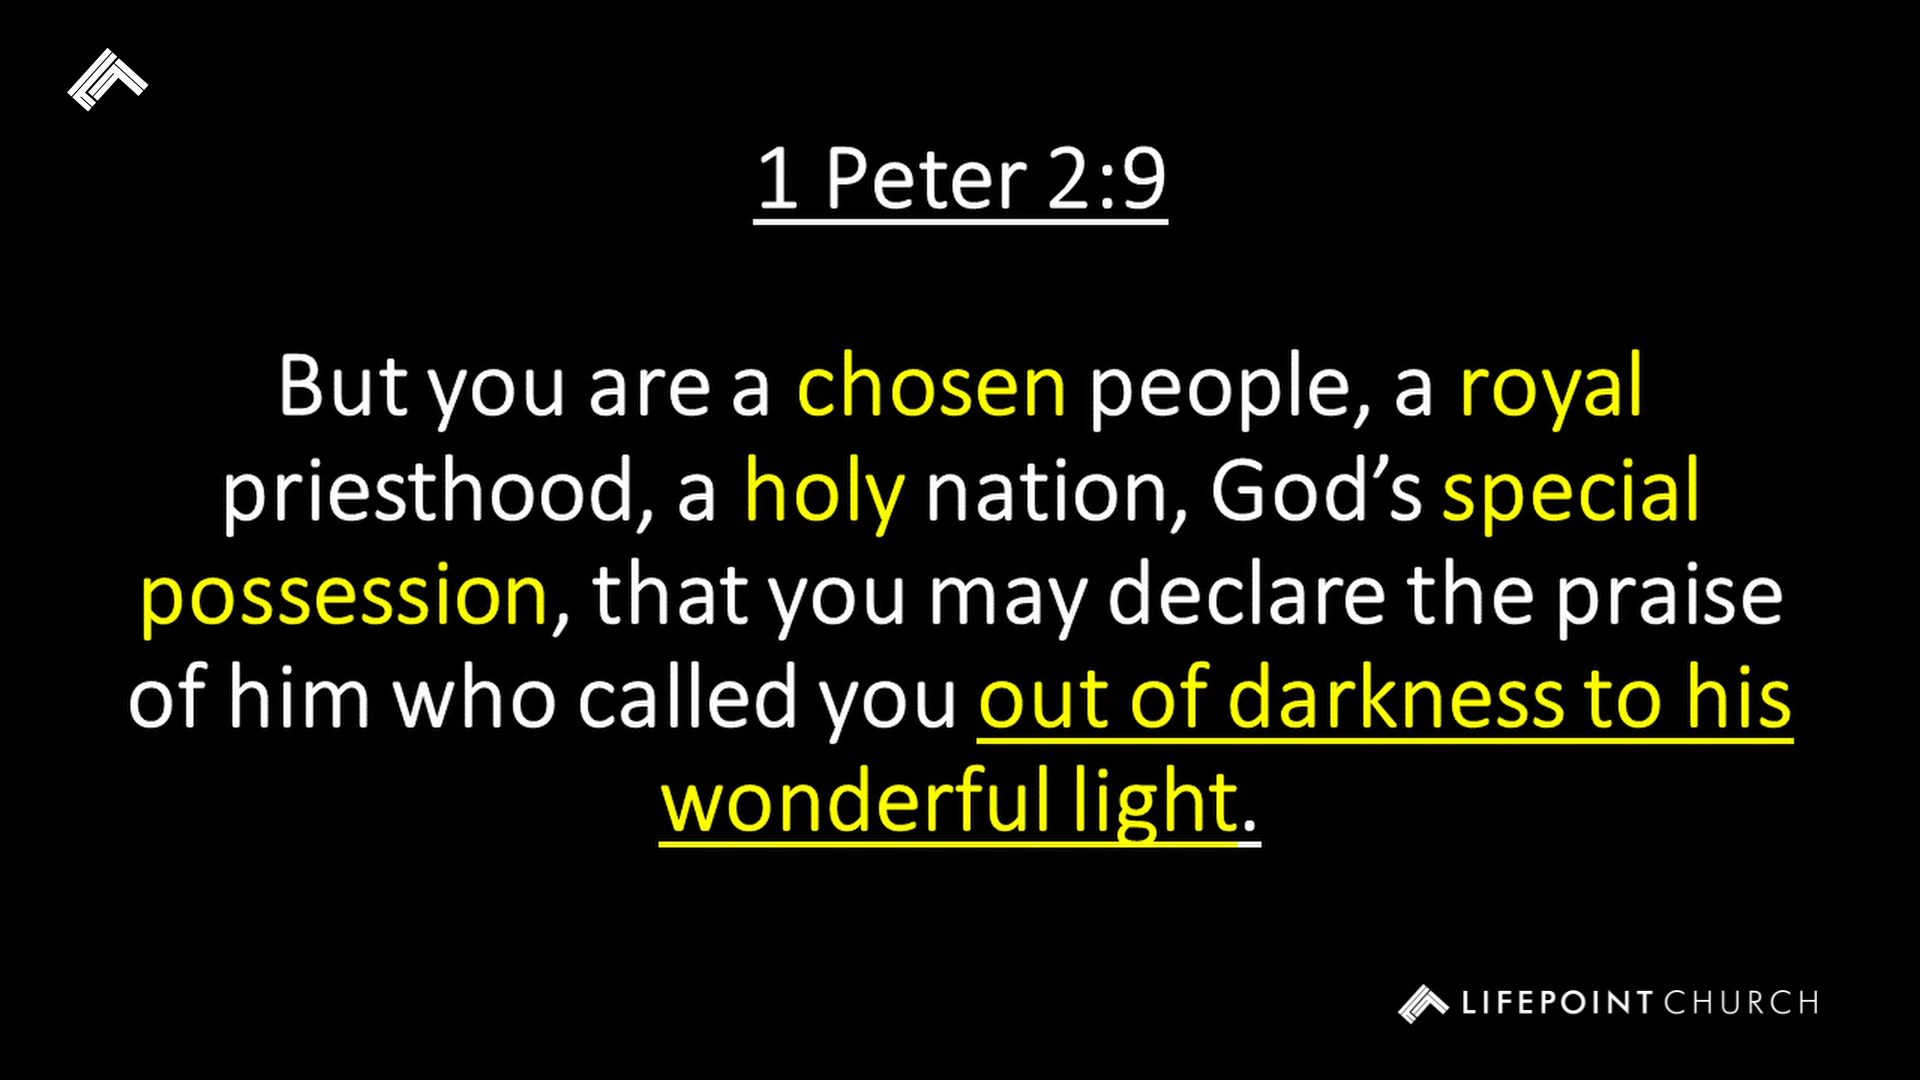 1 Peter 2:9
But you are a chosen people, a royal
priesthood, a holy nation, God’s special
possession, that you may declare the praise
of him who called you out of darkness to his
wonderful light.
LIFEPOINT CHURCH